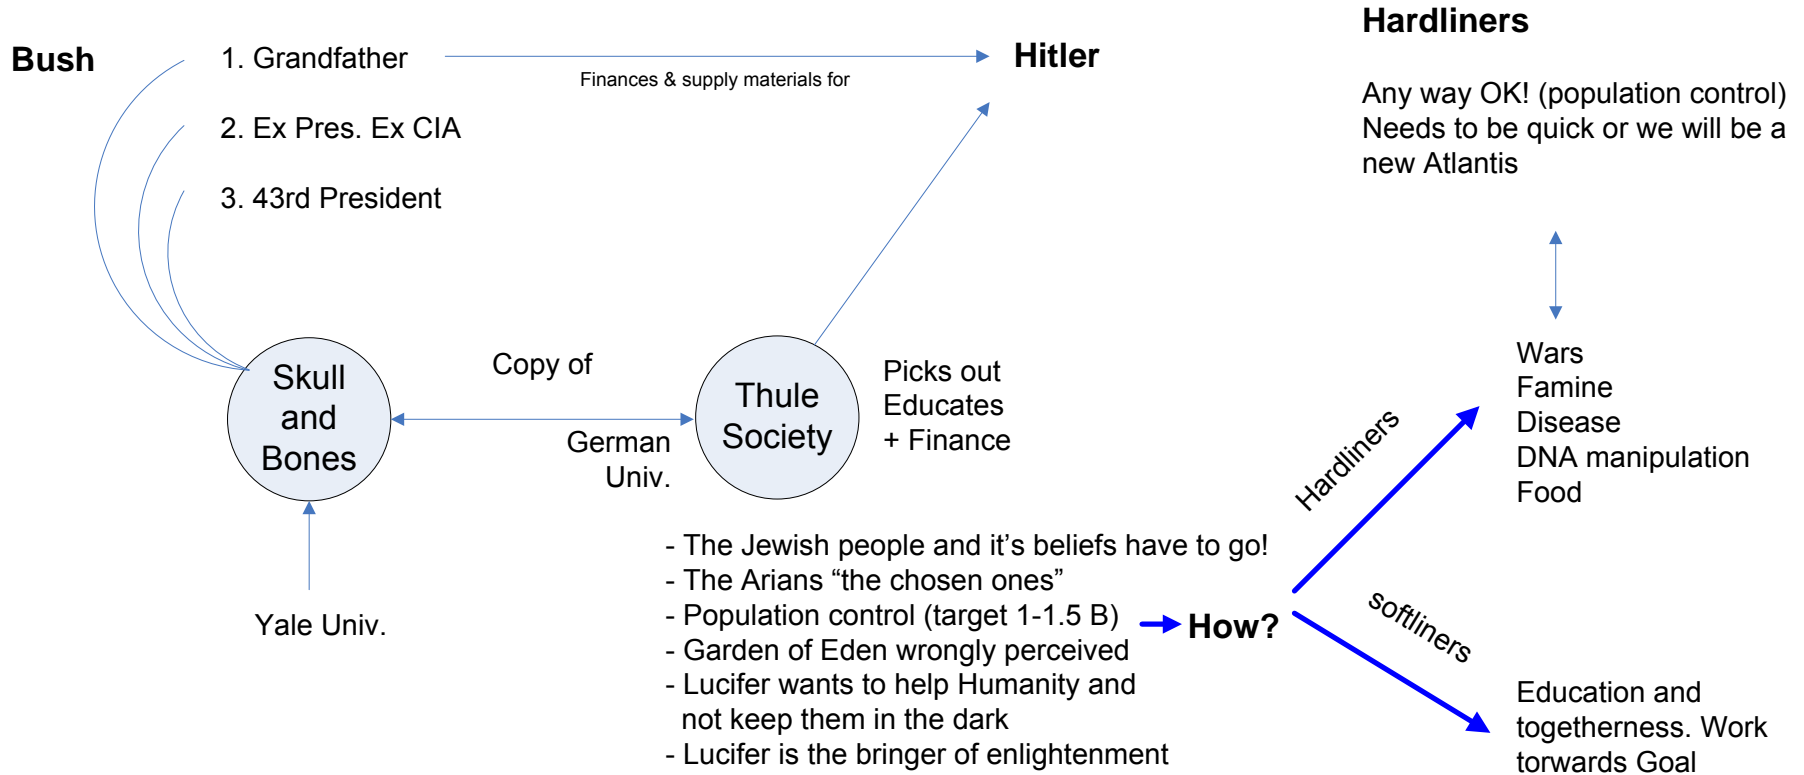 Bush
1. Grandfather
2. Ex Pres. Ex CIA
3. 43rd President
Finances & supply materials for
Hitler
Hardliners
Any way OK! (population control)
Needs to be quick or we will be a
new Atlantis
Skull
and
Bones
Copy of
German
Univ.
Thule
Society
Picks out
Educates
+ Finance
Yale Univ.
- The Jewish people and it’s beliefs have to go!
- The Arians “the chosen ones”
- Population control (target 1-1.5 B)
- Garden of Eden wrongly perceived
- Lucifer wants to help Humanity and
not keep them in the dark
- Lucifer is the bringer of enlightenment
How?
Hardliners
softliners
Wars
Famine
Disease
DNA manipulation
Food
Education and
togetherness. Work
torwards Goal